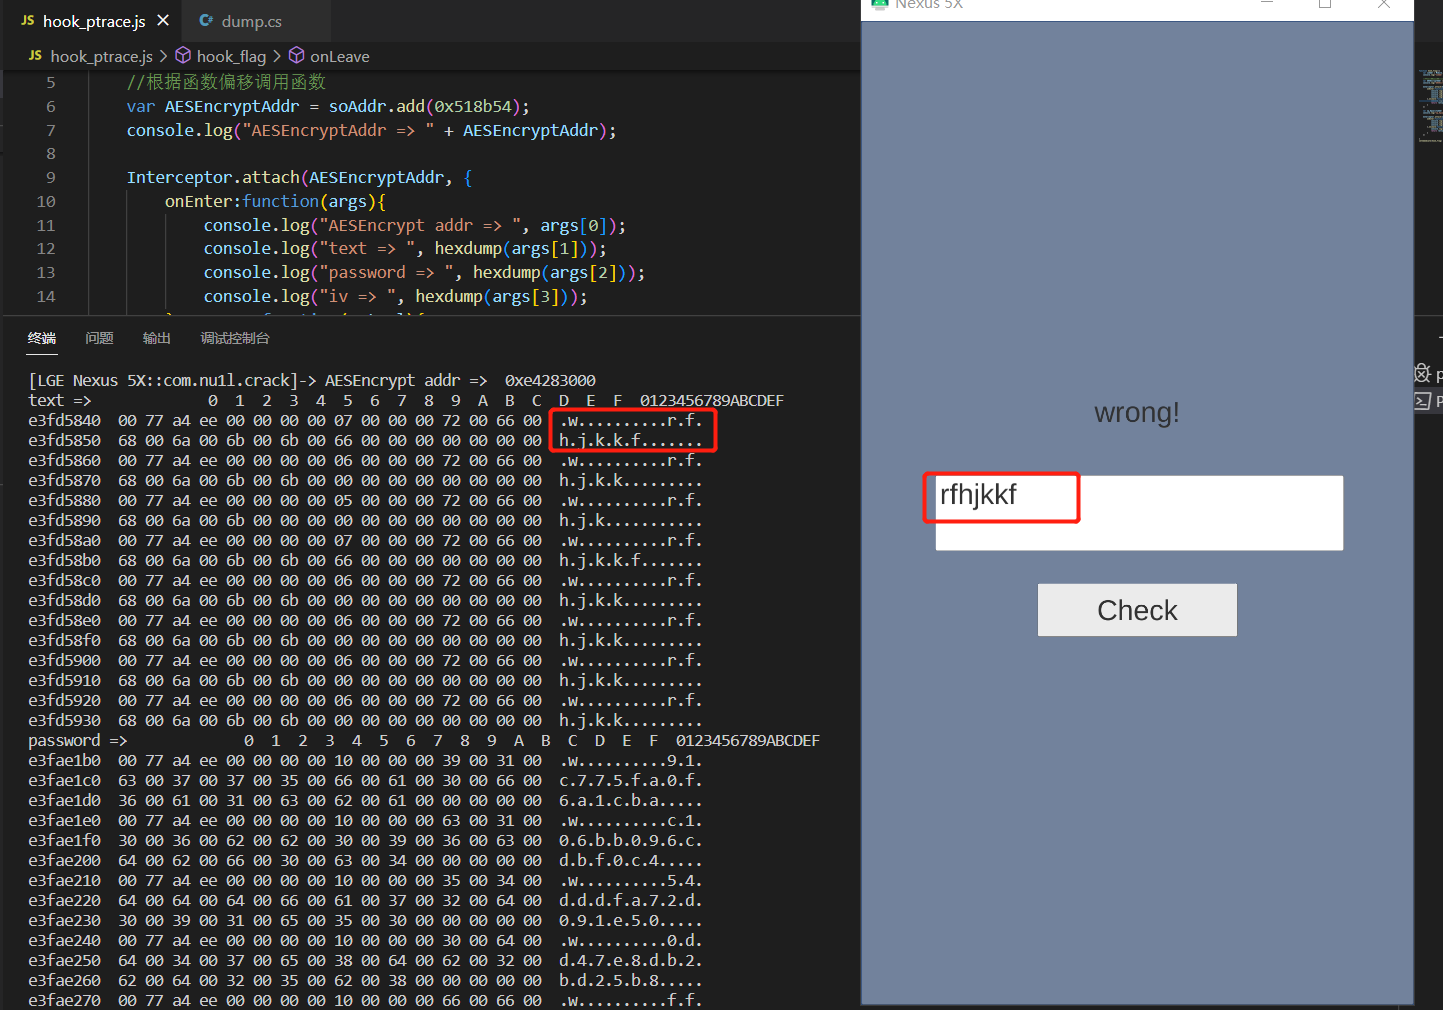 JS hook_ptrace.js × C# dump.cs
JS hook_ptrace.js > hook_flag > onLeave
5 //根据函数偏移调用函数
6 var AESEncryptAddr = soAddr.add(0x518b54);
7 console.log("AESEncryptAddr => " + AESEncryptAddr);
8
9 Interceptor.attach(AESEncryptAddr, {
10 onEnter:function(args){
11 console.log("AESEncrypt addr => ", args[0]);
12 console.log("text => ", hexdump(args[1]));
13 console.log("password => ", hexdump(args[2]));
14 console.log("iv => ", hexdump(args[3]));
终端 问题 输出 调试控制台
[LGE Nexus 5X::com.nu1l.crack]-> AESEncrypt addr =>  0xe4283000
text =>             0  1  2  3  4  5  6  7  8  9  A  B  C  D  E  F  0123456789ABCDEF
e3fd5840  00 77 a4 ee 00 00 00 00 07 00 00 00 72 00 66 00  .w..........r.f.
e3fd5850  68 00 6a 00 6b 00 6b 00 66 00 00 00 00 00 00 00  h.j.k.k.f.......
e3fd5860  00 77 a4 ee 00 00 00 00 06 00 00 00 72 00 66 00  .w..........r.f.
e3fd5870  68 00 6a 00 6b 00 6b 00 00 00 00 00 00 00 00 00  h.j.k.k.........
e3fd5880  00 77 a4 ee 00 00 00 00 05 00 00 00 72 00 66 00  .w..........r.f.
e3fd5890  68 00 6a 00 6b 00 00 00 00 00 00 00 00 00 00 00  h.j.k...........
e3fd58a0  00 77 a4 ee 00 00 00 00 07 00 00 00 72 00 66 00  .w..........r.f.
e3fd58b0  68 00 6a 00 6b 00 6b 00 66 00 00 00 00 00 00 00  h.j.k.k.f.......
e3fd58c0  00 77 a4 ee 00 00 00 00 06 00 00 00 72 00 66 00  .w..........r.f.
e3fd58d0  68 00 6a 00 6b 00 6b 00 00 00 00 00 00 00 00 00  h.j.k.k.........
e3fd58e0  00 77 a4 ee 00 00 00 00 06 00 00 00 72 00 66 00  .w..........r.f.
e3fd58f0  68 00 6a 00 6b 00 6b 00 00 00 00 00 00 00 00 00  h.j.k.k.........
e3fd5900  00 77 a4 ee 00 00 00 00 06 00 00 00 72 00 66 00  .w..........r.f.
e3fd5910  68 00 6a 00 6b 00 6b 00 00 00 00 00 00 00 00 00  h.j.k.k.........
e3fd5920  00 77 a4 ee 00 00 00 00 06 00 00 00 72 00 66 00  .w..........r.f.
e3fd5930  68 00 6a 00 6b 00 6b 00 00 00 00 00 00 00 00 00  h.j.k.k.........
password =>             0  1  2  3  4  5  6  7  8  9  A  B  C  D  E  F  0123456789ABCDEF
e3fae1b0  00 77 a4 ee 00 00 00 00 10 00 00 00 39 00 31 00  .w..........9.1.
e3fae1c0  63 00 37 00 37 00 35 00 66 00 61 00 30 00 66 00  c.7.7.5.f.a.0.f.
e3fae1d0  36 00 61 00 31 00 63 00 62 00 61 00 00 00 00 00  6.a.1.c.b.a.....
e3fae1e0  00 77 a4 ee 00 00 00 00 10 00 00 00 63 00 31 00  .w..........c.1.
e3fae1f0  30 00 36 00 62 00 62 00 30 00 39 00 36 00 63 00  0.6.b.b.0.9.6.c.
e3fae200  64 00 62 00 66 00 30 00 63 00 34 00 00 00 00 00  d.b.f.0.c.4.....
e3fae210  00 77 a4 ee 00 00 00 00 10 00 00 00 35 00 34 00  .w..........5.4.
e3fae220  64 00 64 00 64 00 66 00 61 00 37 00 32 00 64 00  d.d.d.f.a.7.2.d.
e3fae230  30 00 39 00 31 00 65 00 35 00 30 00 00 00 00 00  0.9.1.e.5.0.....
e3fae240  00 77 a4 ee 00 00 00 00 10 00 00 00 30 00 64 00  .w..........0.d.
e3fae250  64 00 34 00 37 00 65 00 38 00 64 00 62 00 32 00  d.4.7.e.8.d.b.2.
e3fae260  62 00 64 00 32 00 35 00 62 00 38 00 00 00 00 00  b.d.2.5.b.8.....
e3fae270  00 77 a4 ee 00 00 00 00 10 00 00 00 66 00 66 00  .w..........f.f.
Nexus 5X
wrong!
rfhjkkf
Check